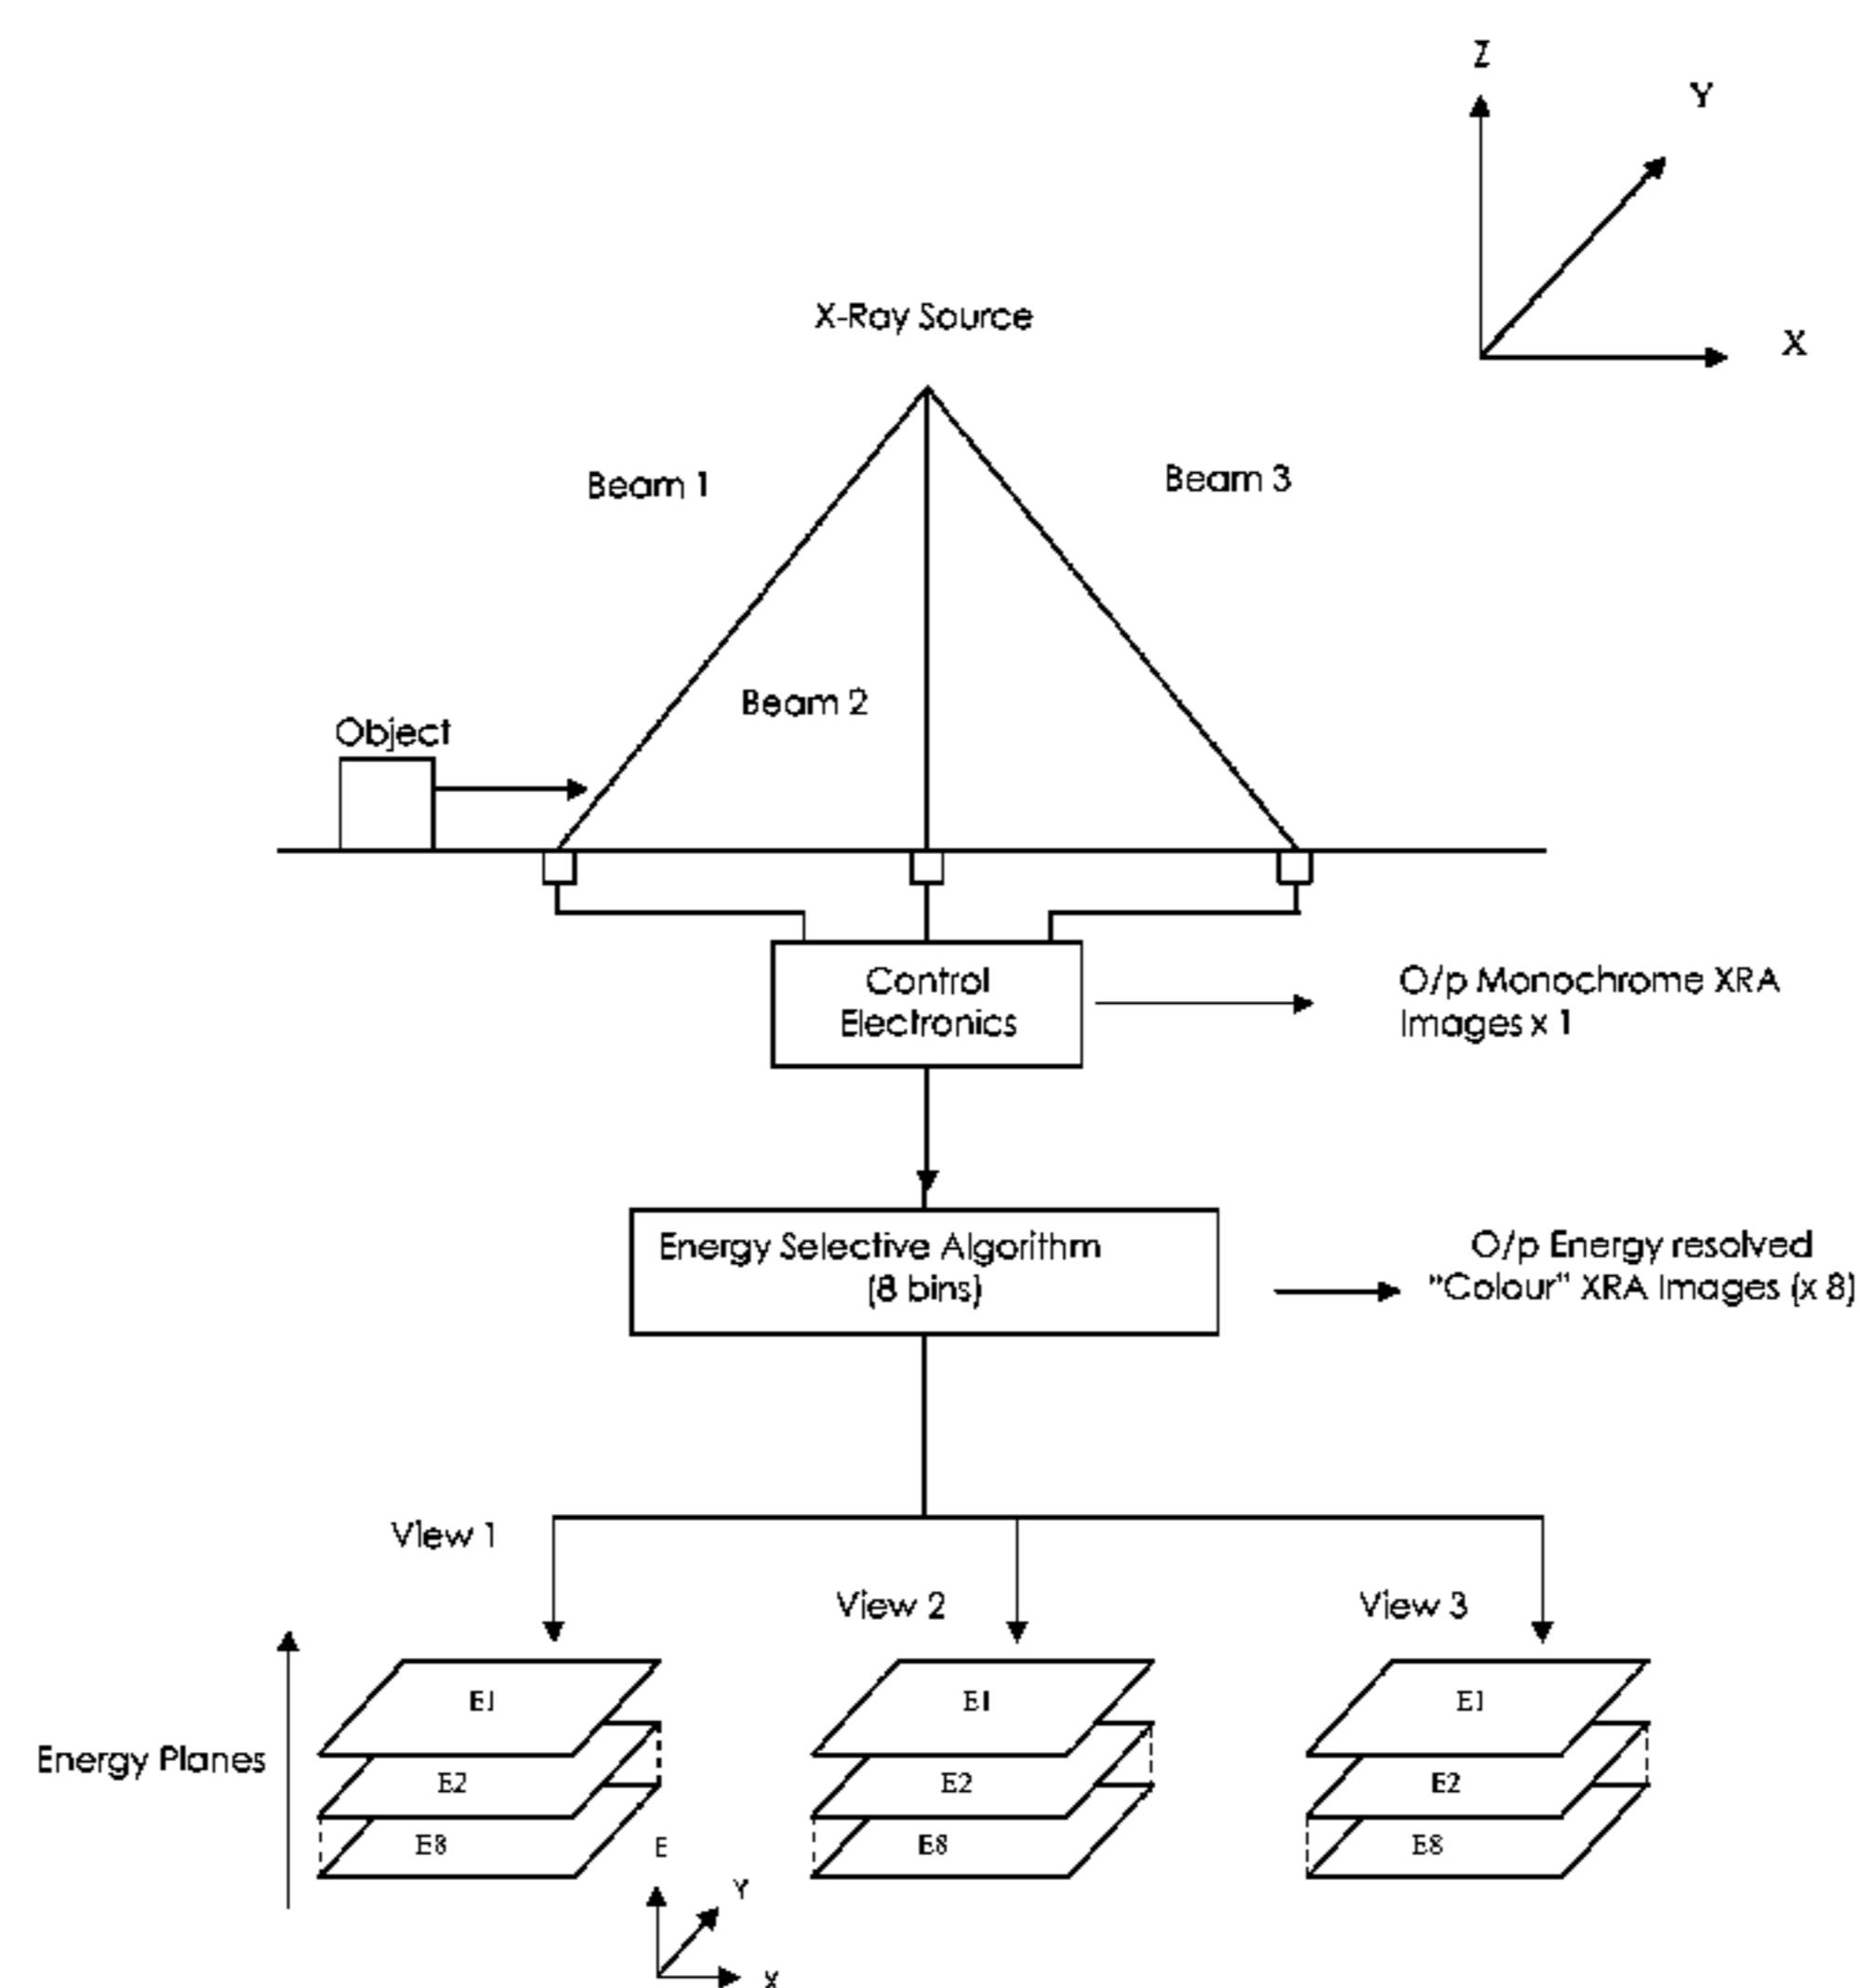 Z
Y
X-Ray Source
X
Beam 1
Beam 3
Beam 2
Object
Control
Electronics
O/p Monochrome XRA
Images x 1
Energy Selective Algorithm
(8 bins)
O/p Energy resolved
"Colour" XRA Images (x 8)
View 1
View 2
View 3
Energy Planes
E1
E1
E1
E2
E2
E2
E8
E8
E8
E
Y
X